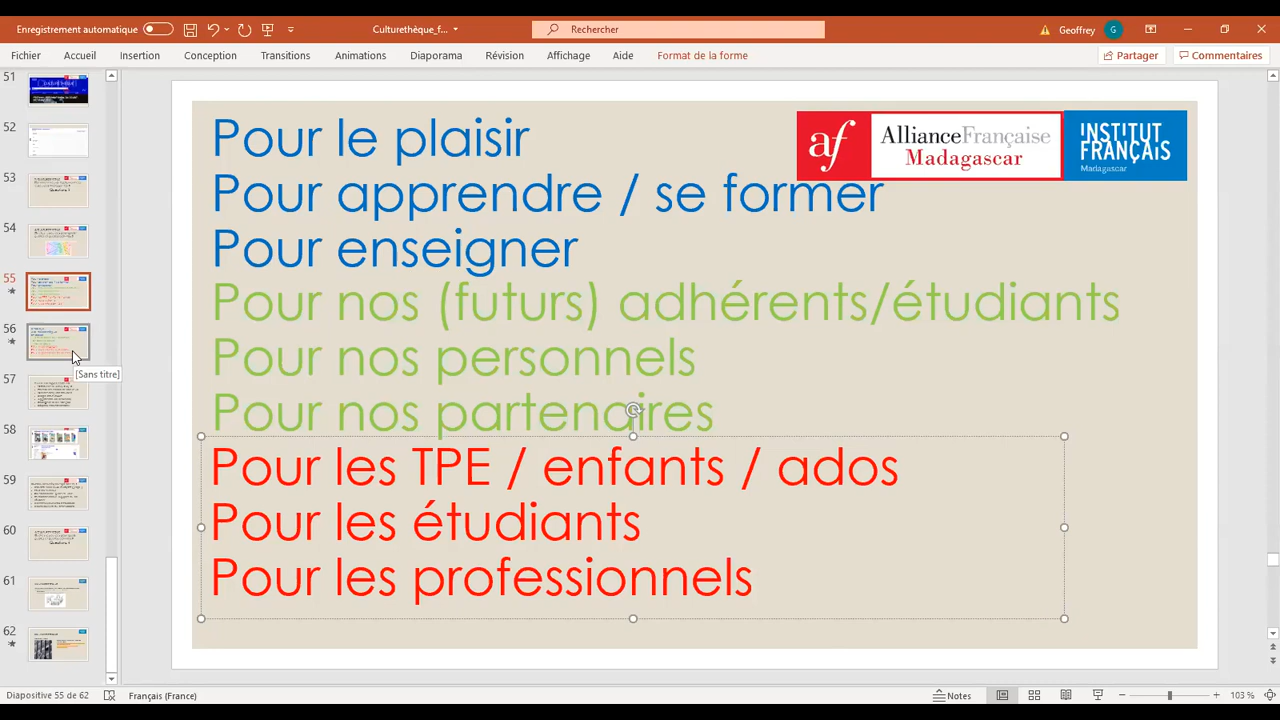 Enregistrement automatique
Culturethèque_f...
Rechercher
Geoffrey
G
Fichier
Accueil
Insertion
Conception
Transitions
Animations
Diaporama
Révision
Affichage
Aide
Format de la forme
Partager
Commentaires
51
52
53
54
55
56
[Sans titre]
57
58
59
60
61
62
Pour le plaisir
Pour apprendre / se former
Pour enseigner
Pour nos (futurs) adhérents/étudiants
Pour nos personnels
Pour nos partenaires
Pour les TPE / enfants / ados
Pour les étudiants
Pour les professionnels
af
AllianceFrançaise
Madagascar
INSTITUT
FRANÇAIS
Madagascar
Diapositive 55 de 62
Français (France)
Notes
103 %